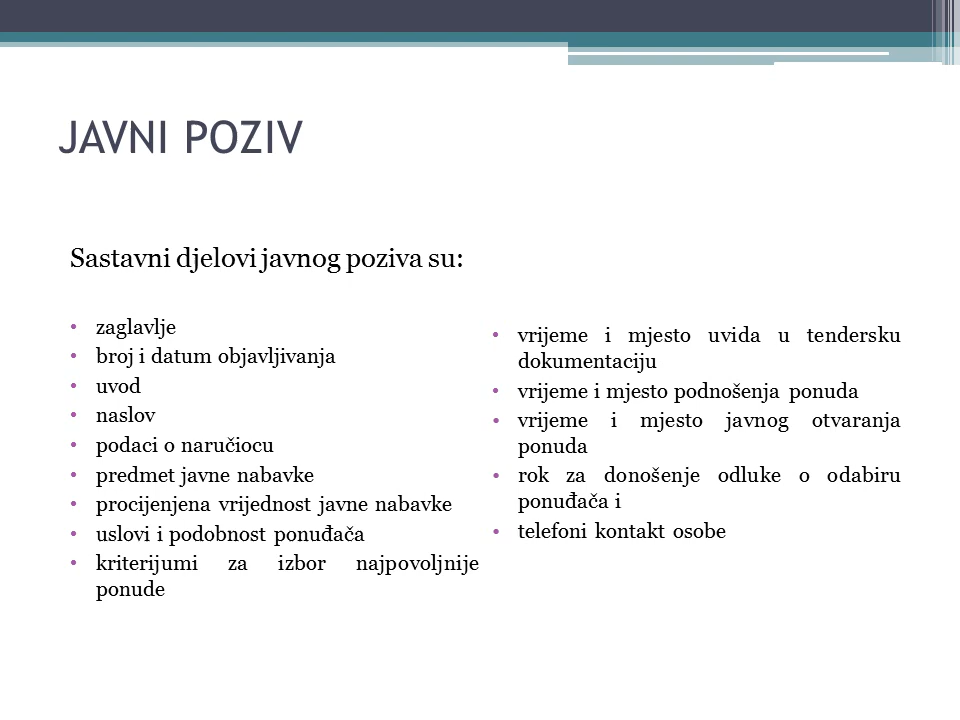 JAVNI POZIV
Sastavni djelovi javnog poziva su:
• zaglavlje
• broj i datum objavljivanja
• uvod
• naslov
• podaci o naručiocu
• predmet javne nabavke
• procijenjena vrijednost javne nabavke
• uslovi i podobnost ponuđača
• kriterijumi za izbor najpovoljnije
ponude
• vrijeme i mjesto uvida u tendersku
dokumentaciju
• vrijeme i mjesto podnošenja ponuda
• vrijeme i mjesto javnog otvaranja
ponuda
• rok za donošenje odluke o odabiru
ponuđača i
• telefoni kontakt osobe